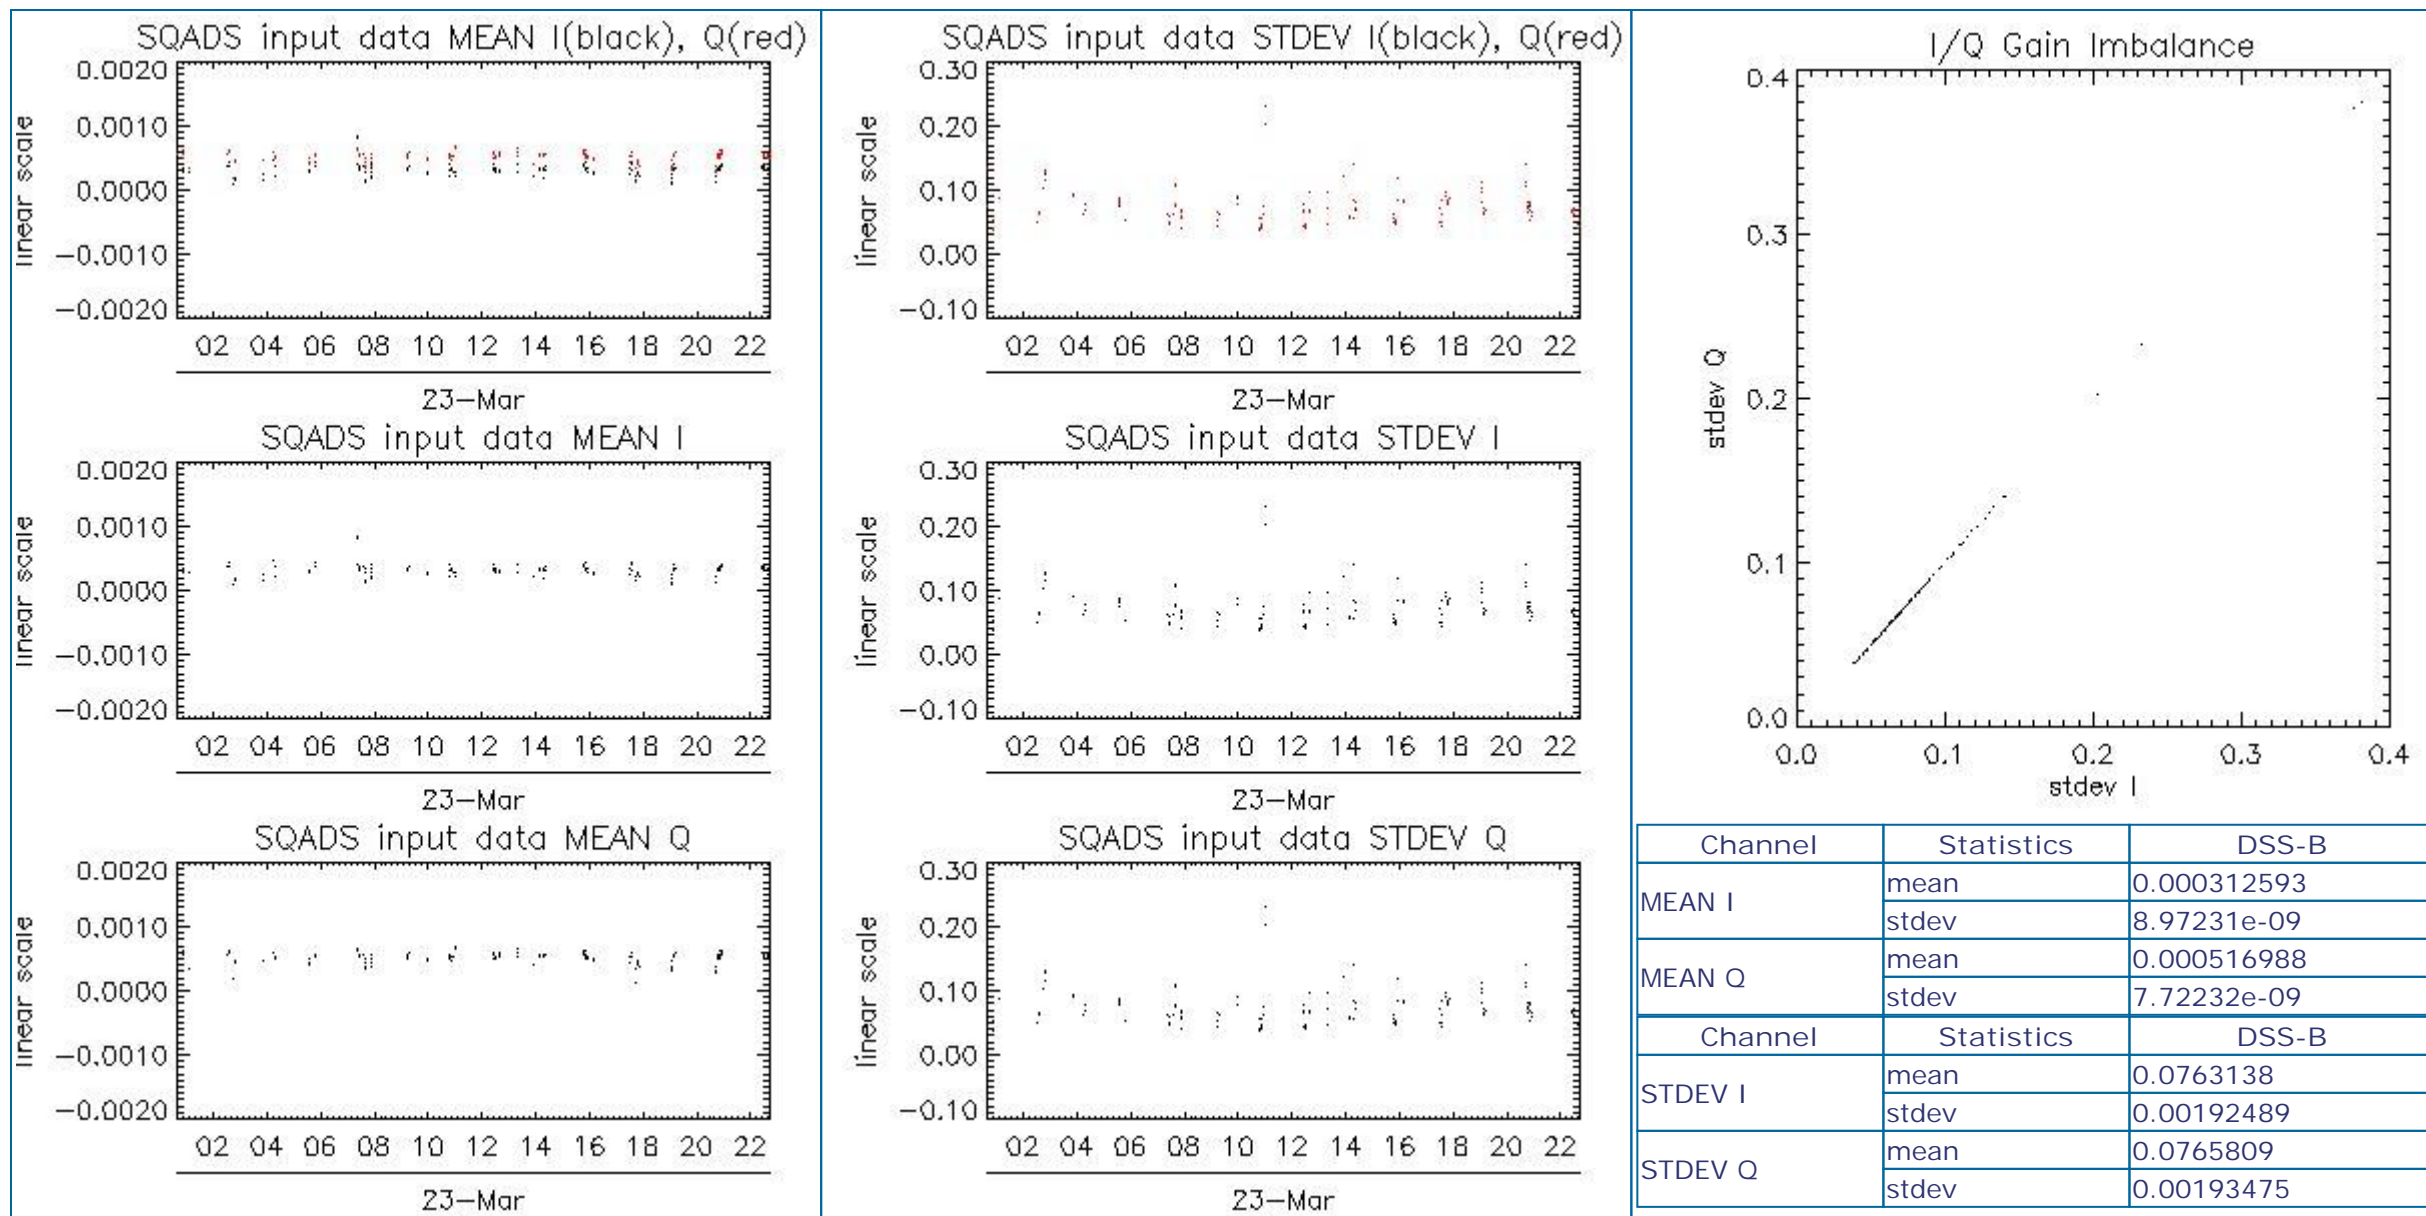 SQADS input data MEAN I(black), Q(red)
linear scale
0.0020
0.0010
0.0000
-0.0010
-0.0020
02 04 06 08 10 12 14 16 18 20 22
23-Mar
SQADS input data MEAN I
linear scale
0.0020
0.0010
0.0000
-0.0010
-0.0020
02 04 06 08 10 12 14 16 18 20 22
23-Mar
SQADS input data MEAN Q
linear scale
0.0020
0.0010
0.0000
-0.0010
-0.0020
02 04 06 08 10 12 14 16 18 20 22
23-Mar
SQADS input data STDEV I(black), Q(red)
linear scale
0.30
0.20
0.10
0.00
-0.10
02 04 06 08 10 12 14 16 18 20 22
23-Mar
SQADS input data STDEV I
linear scale
0.30
0.20
0.10
0.00
-0.10
02 04 06 08 10 12 14 16 18 20 22
23-Mar
SQADS input data STDEV Q
linear scale
0.30
0.20
0.10
0.00
-0.10
02 04 06 08 10 12 14 16 18 20 22
23-Mar
I/Q Gain Imbalance
stdev Q
0.4
0.3
0.2
0.1
0.0
0.0 0.1 0.2 0.3 0.4
stdev I
Channel Statistics DSS-B
MEAN I
mean 0.000312593
stdev 8.97231e-09
MEAN Q
mean 0.000516988
stdev 7.72232e-09
Channel Statistics DSS-B
STDEV I
mean 0.0763138
stdev 0.00192489
STDEV Q
mean 0.0765809
stdev 0.00193475